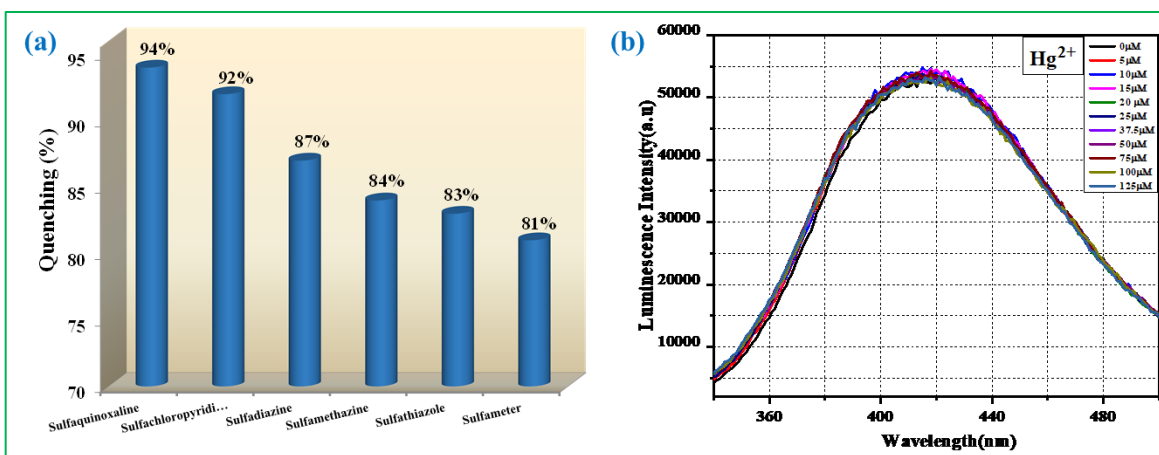 (a)
Quenching (%)
95
90
85
80
75
70
94%
92%
87%
84%
83%
81%
Sulfaquinoxaline
Sulfachloropyridi…
Sulfadiazine
Sulfamethazine
Sulfathiazole
Sulfameter
(b)
Luminescence Intensity(a.u)
60000
50000
40000
30000
20000
10000
360
400
440
480
Wavelength(nm)
Hg²⁺
0μM
5μM
10μM
15μM
20 μM
25μM
37.5μM
50μM
75μM
100μM
125μM